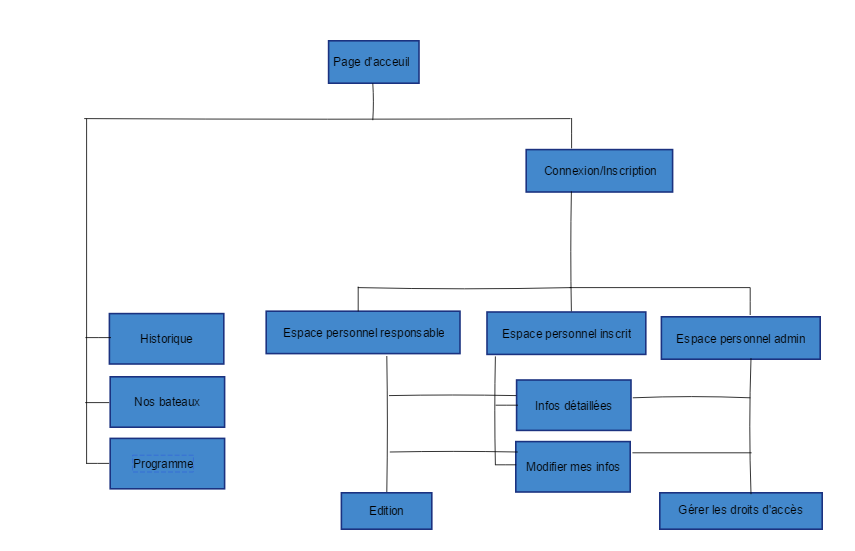 Page d'acceuil
Connexion/Inscription
Espace personnel responsable
Espace personnel inscrit
Espace personnel admin
Historique
Nos bateaux
Infos détaillées
Programme
Modifier mes infos
Edition
Gérer les droits d'accès